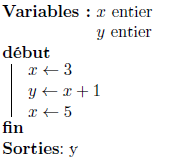 Variables : x entier
y entier
début
x ← 3
y ← x + 1
x ← 5
fin
Sorties: y